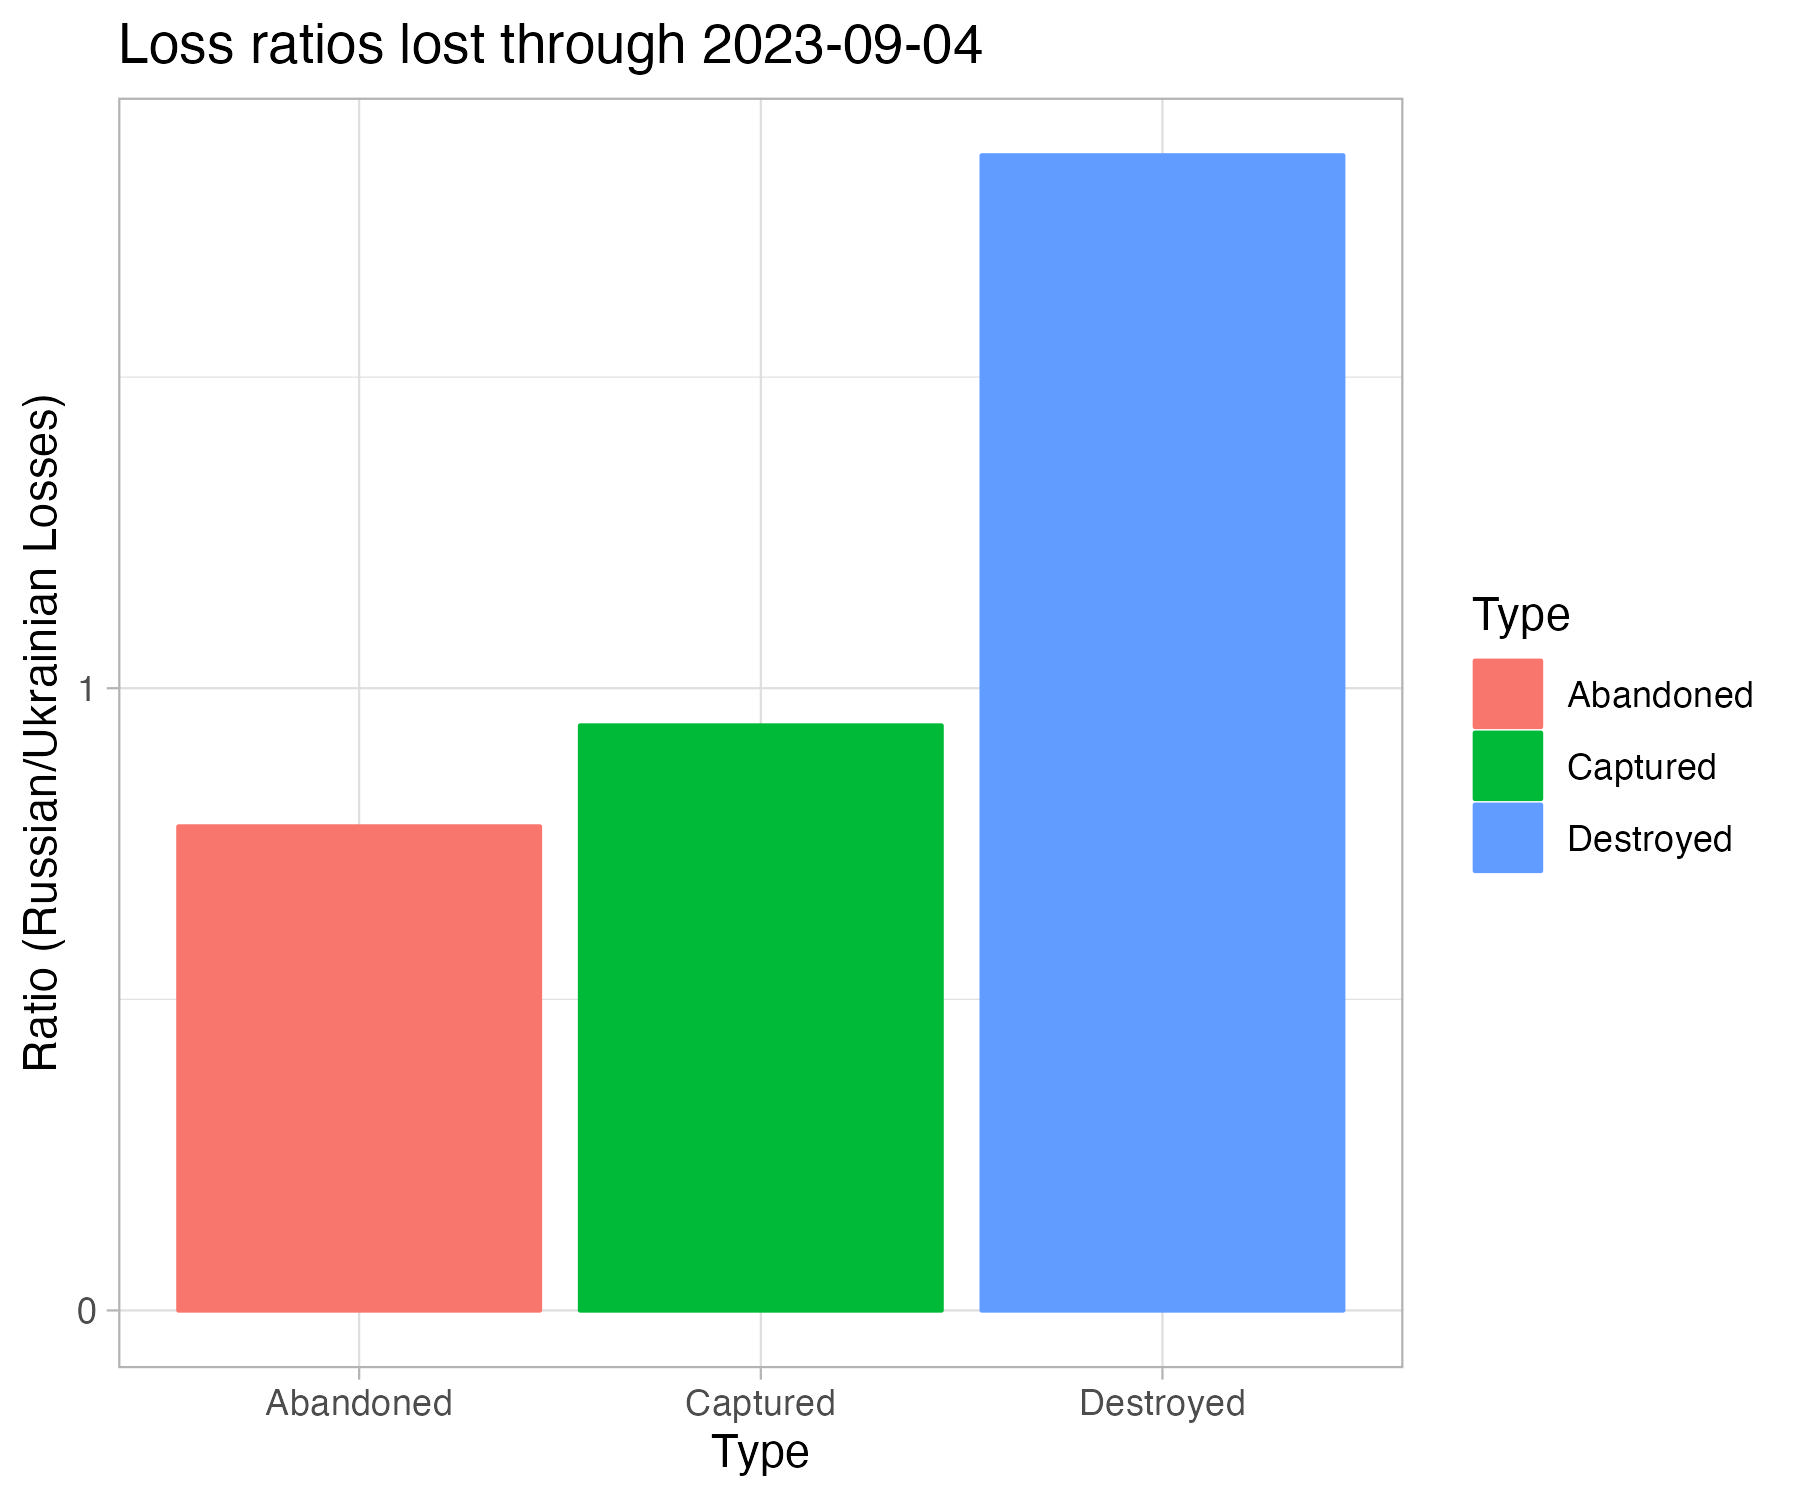 Loss ratios lost through 2023-09-04
Ratio (Russian/Ukrainian Losses)
1
0
Abandoned
Captured
Destroyed
Type
Type
Abandoned
Captured
Destroyed